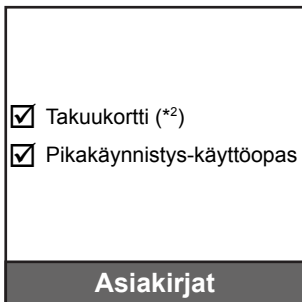 ☑ Takuukortti (*²)
☑ Pikakäynnistys-käyttöopas
Asiakirjat